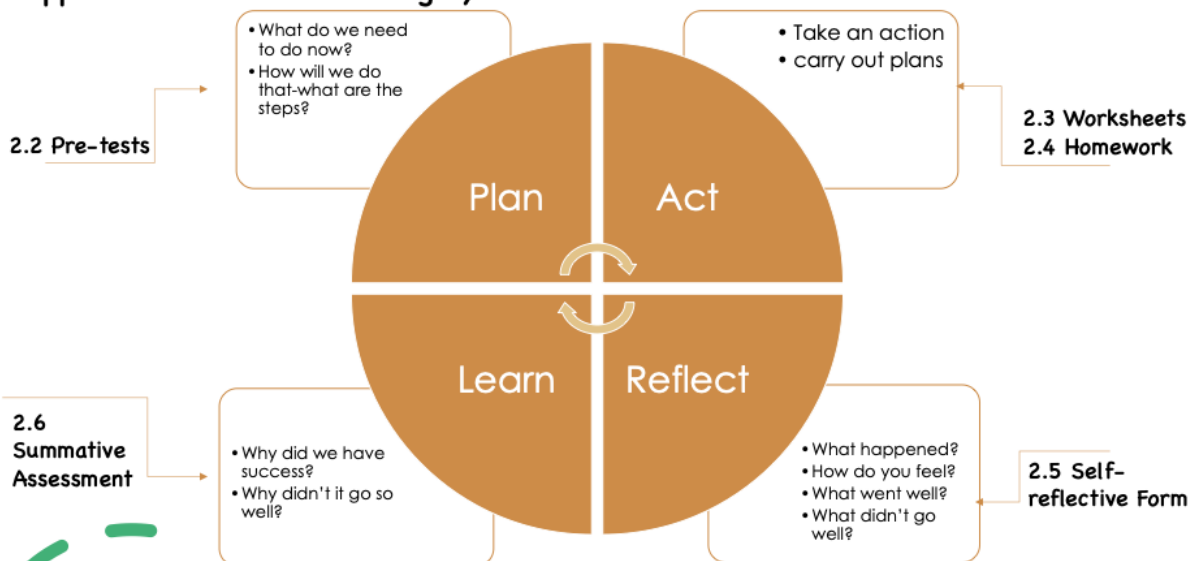 • What do we need
to do now?
• How will we do
that-what are the
steps?
2.2 Pre-tests
• Take an action
• carry out plans
2.3 Worksheets
2.4 Homework
Plan
Act
Learn
Reflect
2.6
Summative
Assessment
• Why did we have
success?
• Why didn't it go so
well?
• What happened?
• How do you feel?
• What went well?
• What didn't go
well?
2.5 Self-
reflective Form